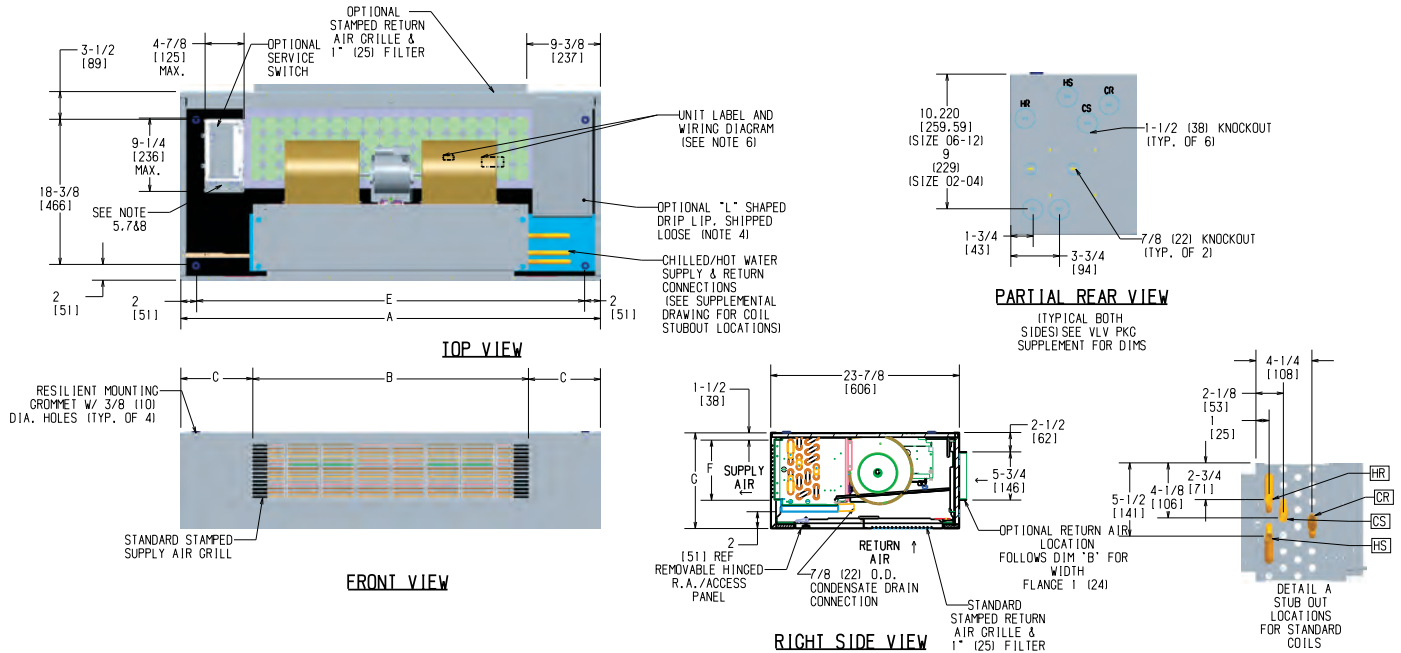 OPTIONAL
STAMPED RETURN
AIR GRILLE &
1" (25) FILTER
4-7/8
[125]
MAX.
OPTIONAL
SERVICE
SWITCH
3-1/2
[89]
9-3/8
[237]
UNIT LABEL AND
WIRING DIAGRAM
(SEE NOTE 6)
9-1/4
[236]
MAX.
18-3/8
[466]
SEE NOTE
5,7&8
OPTIONAL "L" SHAPED
DRIP LIP. SHIPPED
LOOSE (NOTE 4)
CHILLED/HOT WATER
SUPPLY & RETURN
CONNECTIONS
(SEE SUPPLEMENTAL
DRAWING FOR COIL
STUBOUT LOCATIONS)
2
[51]
2
[51]
E
2
[51]
A
TOP VIEW
HS
CR
HR
CS
10.220
[259.59]
(SIZE 06-12)
9
(229)
(SIZE 02-04)
1-1/2 (38) KNOCKOUT
(TYP. OF 6)
1-3/4
[43]
3-3/4
[94]
7/8 (22) KNOCKOUT
(TYP. OF 2)
PARTIAL REAR VIEW
(TYPICAL BOTH
SIDES)SEE VLV PKG
SUPPLEMENT FOR DIMS
RESILIENT MOUNTING
GROMMET W/ 3/8 (10)
DIA. HOLES (TYP. OF 4)
C
B
C
STANDARD STAMPED
SUPPLY AIR GRILL
FRONT VIEW
23-7/8
[606]
1-1/2
[38]
2-1/2
[62]
G
F
SUPPLY
AIR
5-3/4
[146]
2
[51] REF
REMOVABLE HINGED
R.A./ACCESS
PANEL
RETURN
AIR
7/8 (22) O.D.
CONDENSATE DRAIN
CONNECTION
OPTIONAL RETURN AIR
LOCATION
FOLLOWS DIM 'B' FOR
WIDTH
FLANGE 1 (24)
STANDARD
STAMPED RETURN
AIR GRILLE &
1" (25) FILTER
RIGHT SIDE VIEW
4-1/4
[108]
2-1/8
[53]
1
[25]
2-3/4
[71]
4-1/8
[106]
5-1/2
[141]
HR
CR
CS
HS
DETAIL A
STUB OUT
LOCATIONS
FOR STANDARD
COILS